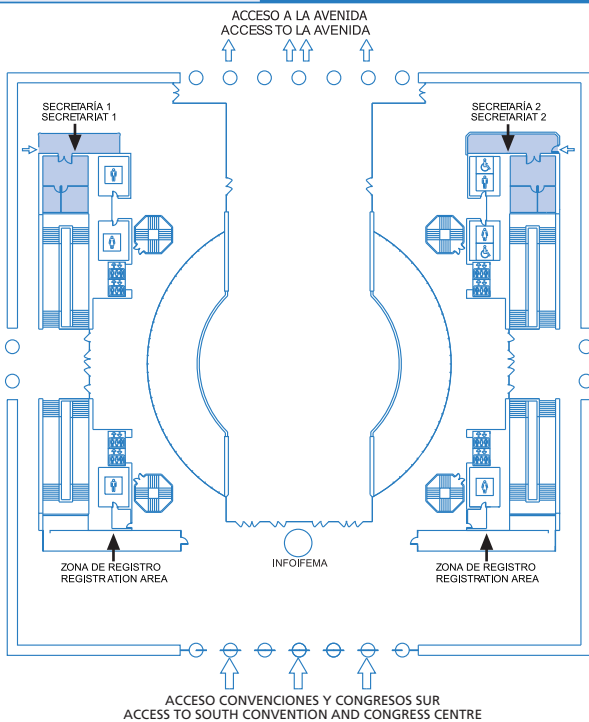 ACCESO A LA AVENIDA
ACCESS TO LA AVENIDA
SECRETARÍA 1
SECRETARIAT 1
SECRETARÍA 2
SECRETARIAT 2
INFOIFEMA
ZONA DE REGISTRO
REGISTRATION AREA
ZONA DE REGISTRO
REGISTRATION AREA
ACCESO CONVENCIONES Y CONGRESOS SUR
ACCESS TO SOUTH CONVENTION AND CONGRESS CENTRE